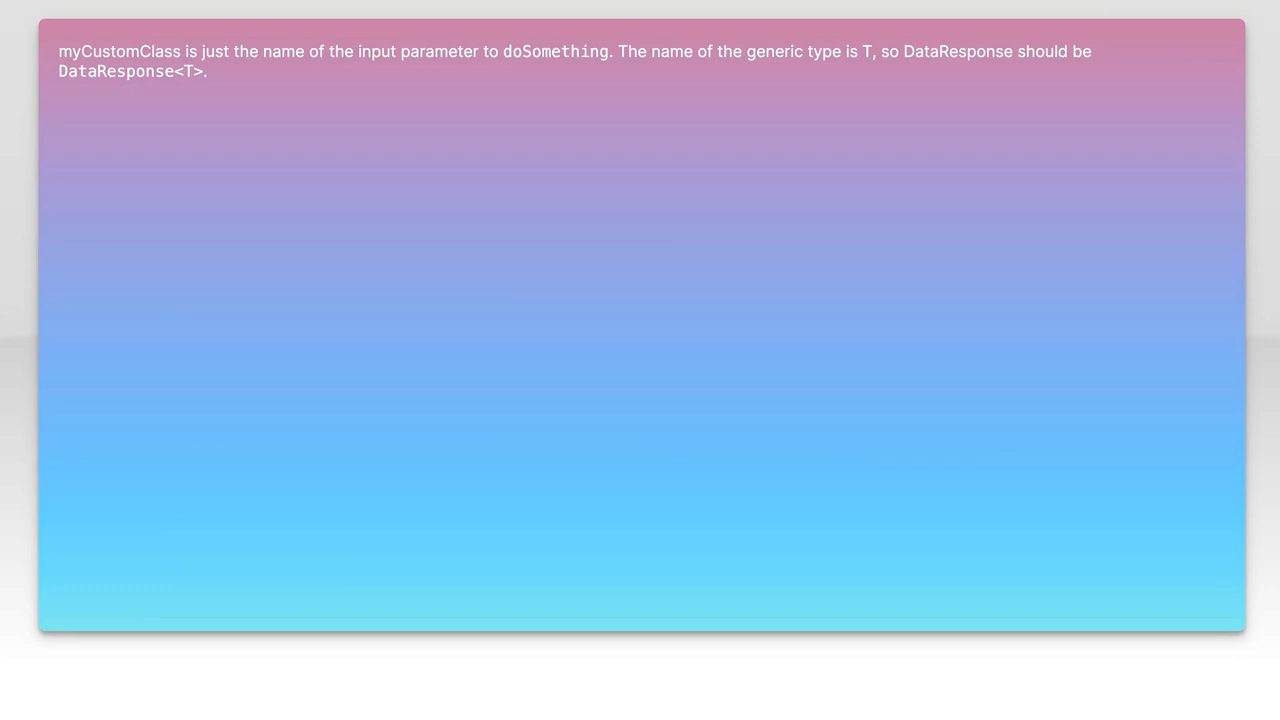 myCustomClass is just the name of the input parameter to doSomething. The name of the generic type is T, so DataResponse should be
DataResponse<T>.